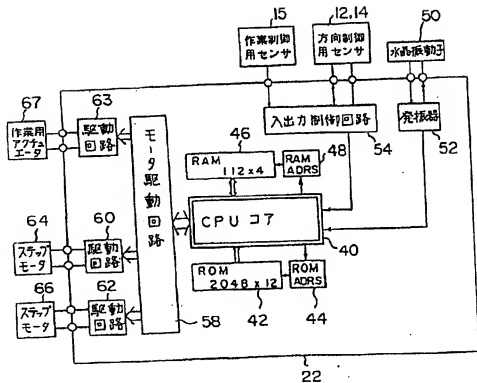 15
12,14
50
作業制御
用センサ
方向制御
用センサ
水晶振動子
67
63
入出力制御回路
発振器
作業用
アクチュ
エータ
駆動
回路
46
54
52
モータ駆動回路
RAM
112×4
RAM
ADRS
48
64
60
CPUコア
ステップ
モータ
駆動
回路
40
66
62
ROM
2048×12
ROM
ADRS
ステップ
モータ
駆動
回路
58
42
44
22